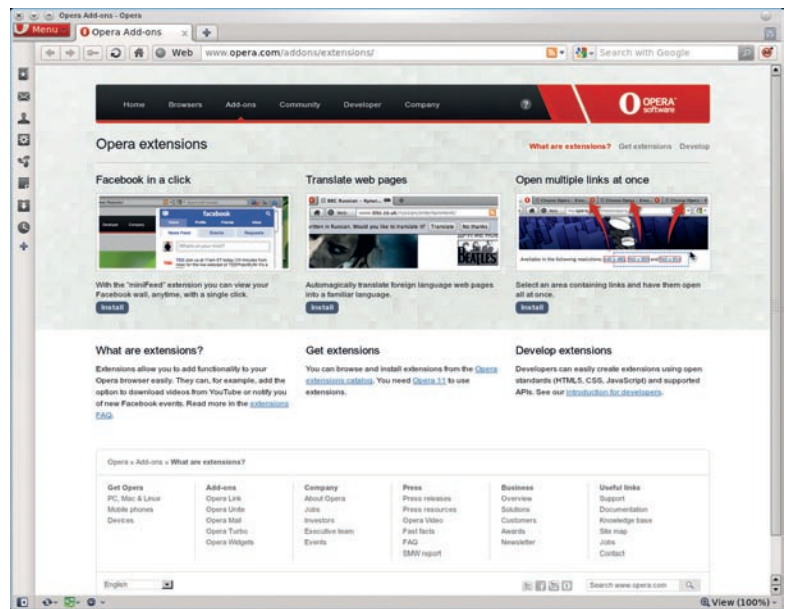 Opera Add-ons - Opera
Menu
Opera Add-ons
Web
www.opera.com/addons/extensions/
Search with Google
Home Browsers Add-ons Community Developer Company
OPERA
software
Opera extensions
What are extensions? Get extensions Develop
Facebook in a click
facebook
News Feed Events Requests
With the "miniFeed" extension you can view your
Facebook wall, anytime, with a single click.
Install
Translate web pages
Translate No thanks
BEATLES
Automagically translate foreign language web pages
into a familiar language.
Install
Open multiple links at once
Select an area containing links and have them open
all at once.
Install
What are extensions?
Extensions allow you to add functionality to your
Opera browser easily. They can, for example, add the
option to download videos from YouTube or notify you
of new Facebook events. Read more in the extensions
FAQ.
Get extensions
You can browse and install extensions from the Opera
extensions catalog. You need Opera 11 to use
extensions.
Develop extensions
Developers can easily create extensions using open
standards (HTML5, CSS, JavaScript) and supported
APIs. See our introduction for developers.
Opera » Add-ons » What are extensions?
Get Opera
PC, Mac & Linux
Mobile phones
Devices
Add-ons
Opera Link
Opera Unite
Opera Mail
Opera Turbo
Opera Widgets
Company
About Opera
Jobs
Investors
Executive team
Events
Press
Press releases
Press resources
Opera Video
Fast facts
FAQ
SMW report
Business
Overview
Solutions
Customers
Awards
Newsletter
Useful links
Support
Documentation
Knowledge base
Site map
Jobs
Contact
English
Search www.opera.com
View (100%)